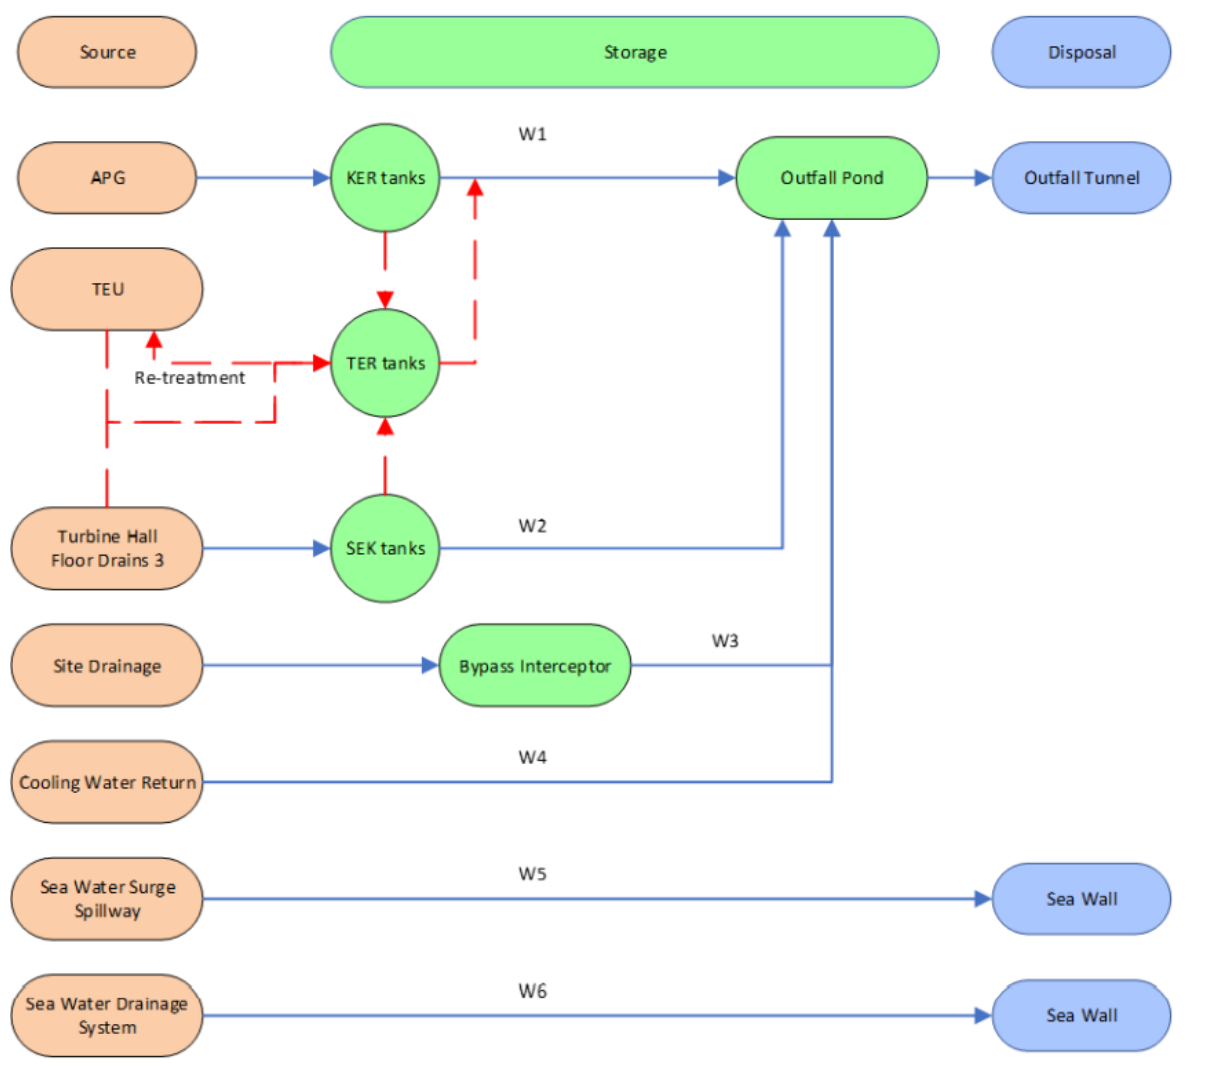 Source
Storage
Disposal
W1
APG
KER tanks
Outfall Pond
Outfall Tunnel
TEU
TER tanks
Re-treatment
W2
Turbine Hall
Floor Drains 3
SEK tanks
W3
Site Drainage
Bypass Interceptor
W4
Cooling Water Return
W5
Sea Water Surge
Spillway
Sea Wall
W6
Sea Water Drainage
System
Sea Wall